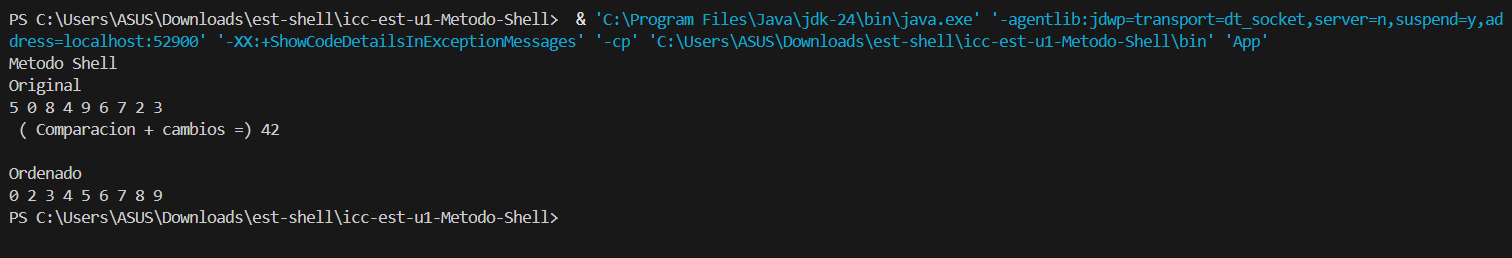 PS C:\Users\ASUS\Downloads\est-shell\icc-est-u1-Metodo-Shell>  & 'C:\Program Files\Java\jdk-24\bin\java.exe' '-agentlib:jdwp=transport=dt_socket,server=n,suspend=y,ad
dress=localhost:52900' '-XX:+ShowCodeDetailsInExceptionMessages' '-cp' 'C:\Users\ASUS\Downloads\est-shell\icc-est-u1-Metodo-Shell\bin' 'App'
Metodo Shell
Original
5 0 8 4 9 6 7 2 3
 ( Comparacion + cambios =) 42

Ordenado
0 2 3 4 5 6 7 8 9
PS C:\Users\ASUS\Downloads\est-shell\icc-est-u1-Metodo-Shell>